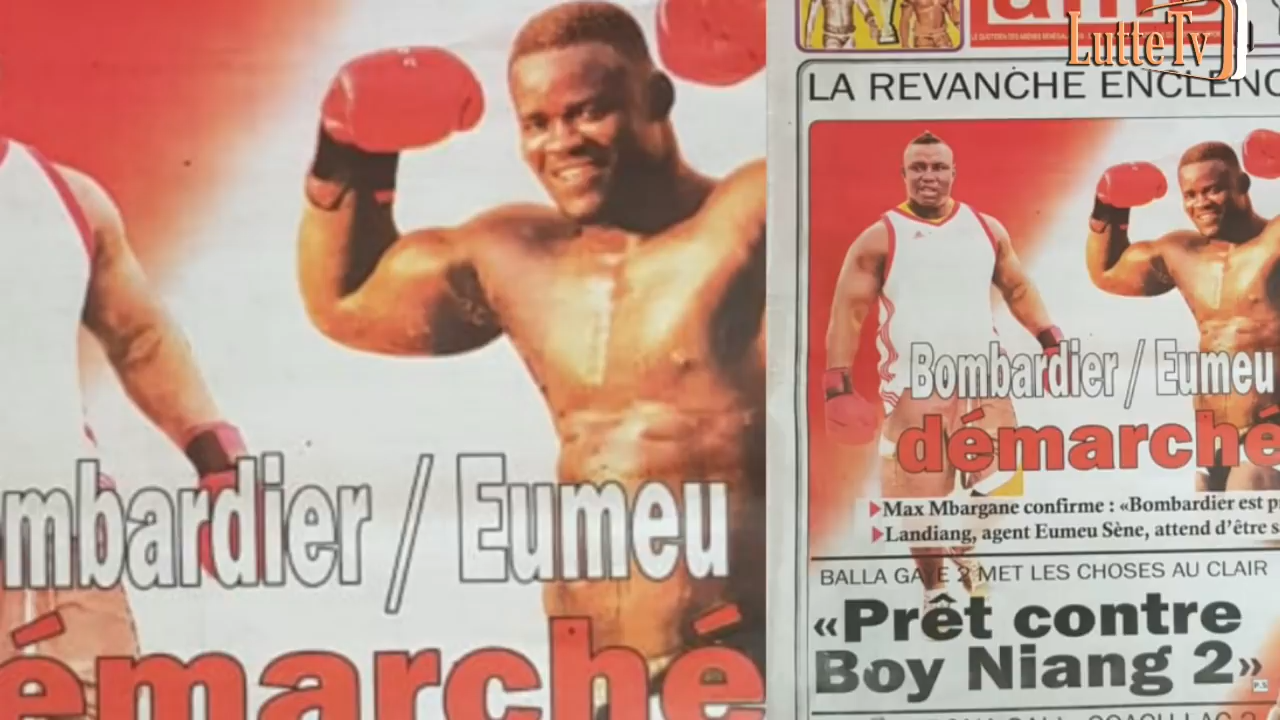 mbardier / Eumeu
émarché
Lutte Tv
LA REVANCHE ENCLENC
Bombardier / Eumeu
démarché
Max Mbargane confirme : «Bombardier est p
Landiang, agent Eumeu Sène, attend d'être s
BALLA GAYE 2 MET LES CHOSES AU CLAIR
«Prêt contre
Boy Niang 2»